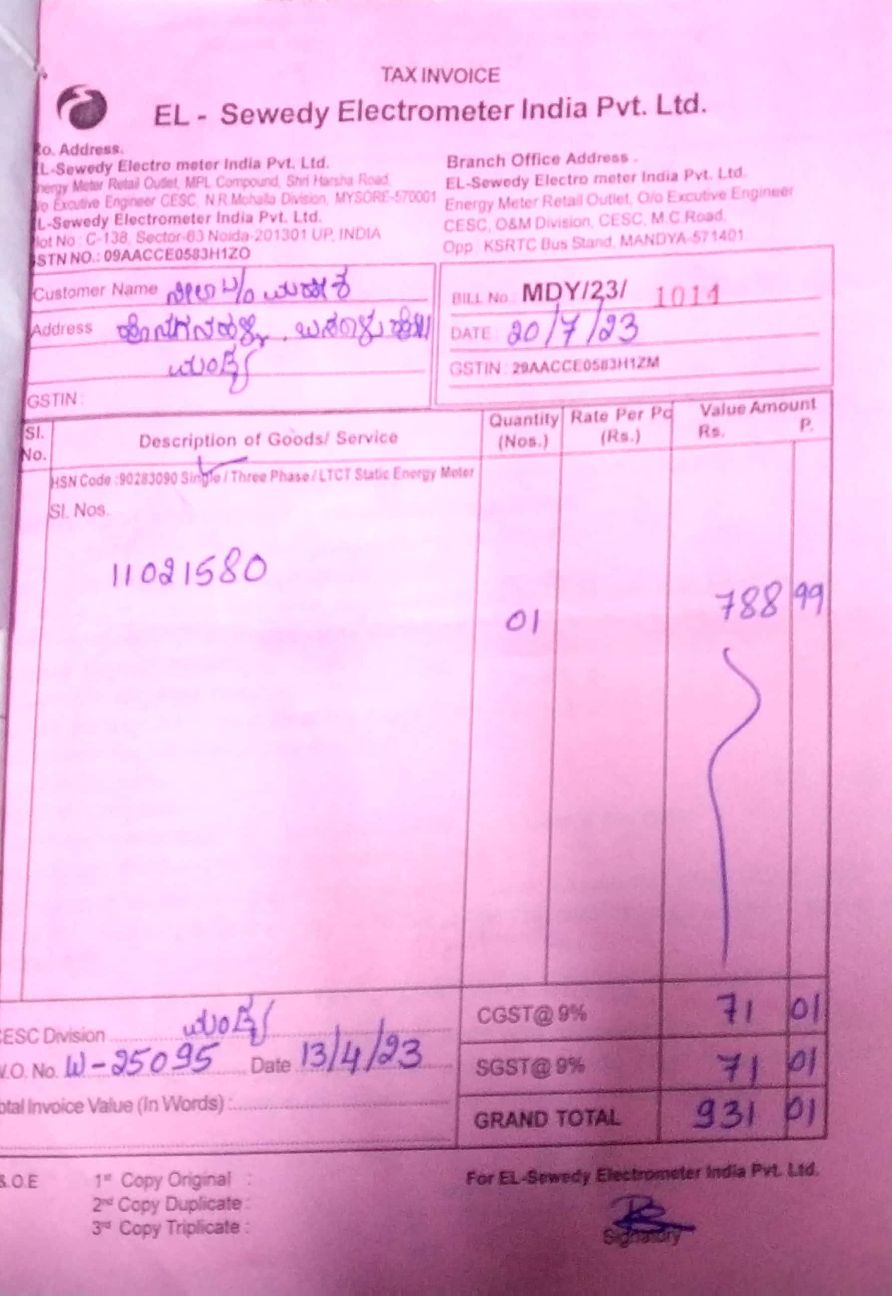 TAX INVOICE
EL - Sewedy Electrometer India Pvt. Ltd.
o. Address.
L-Sewedy Electro meter India Pvt. Ltd.
nergy Meter Retail Outlet, MPL Compound, Shri Harsha Road,
/o Excutive Engineer CESC, N.R Mohalla Division, MYSORE-570001
L-Sewedy Electrometer India Pvt. Ltd.
lot No : C-138, Sector-63 Noida-201301 UP, INDIA
STN NO.: 09AACCE0583H1ZO
Branch Office Address .
EL-Sewedy Electro meter India Pvt. Ltd.
Energy Meter Retail Outlet, O/o Excutive Engineer
CESC, O&M Division, CESC, M.C.Road,
Opp : KSRTC Bus Stand, MANDYA-571401
Customer Name
Address
ಮಂಡ್ಯ
GSTIN :
BILL No. MDY/23/ 1014
DATE : 20/7/23
GSTIN : 29AACCE0583H1ZM
Sl. No. Description of Goods/ Service Quantity (Nos.) Rate Per Pc (Rs.) Value Amount Rs. P.
HSN Code :90283090 Single / Three Phase / LTCT Static Energy Meter
Sl. Nos.
11021580
01 788 99
ESC Division ಮಂಡ್ಯ
.O. No. W-25095 Date 13/4/23
otal Invoice Value (In Words) :
CGST@ 9% 71 01
SGST@ 9% 71 01
GRAND TOTAL 931 01
&.O.E
1st Copy Original :
2nd Copy Duplicate :
3rd Copy Triplicate :
For EL-Sewedy Electrometer India Pvt. Ltd.
Signatory